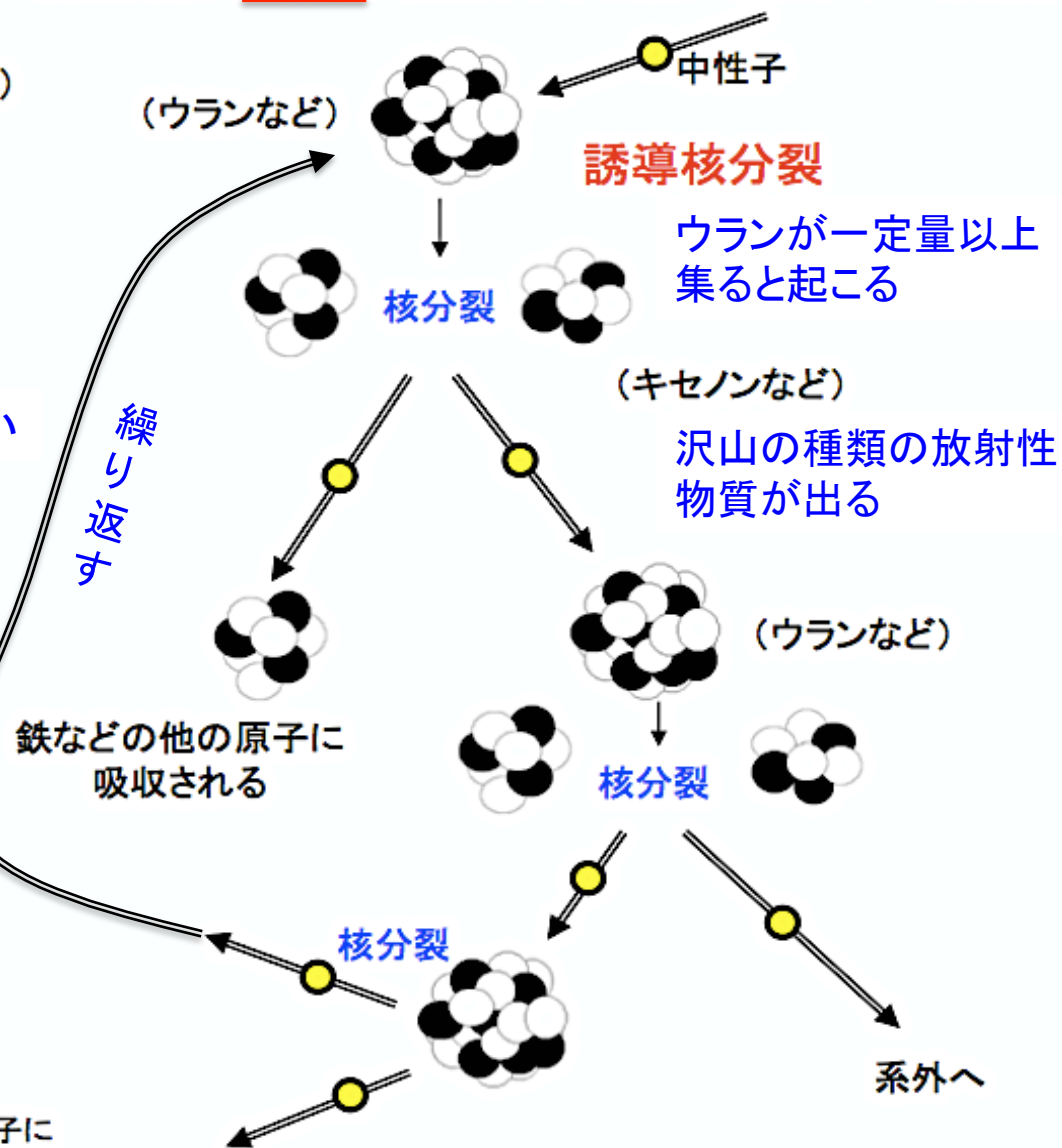 )
中性子
(ウランなど)
誘導核分裂
ウランが一定量以上
集ると起こる
核分裂
(キセノンなど)
い
繰り返す
沢山の種類の放射性
物質が出る
(ウランなど)
鉄などの他の原子に
吸収される
核分裂
核分裂
系外へ
子に